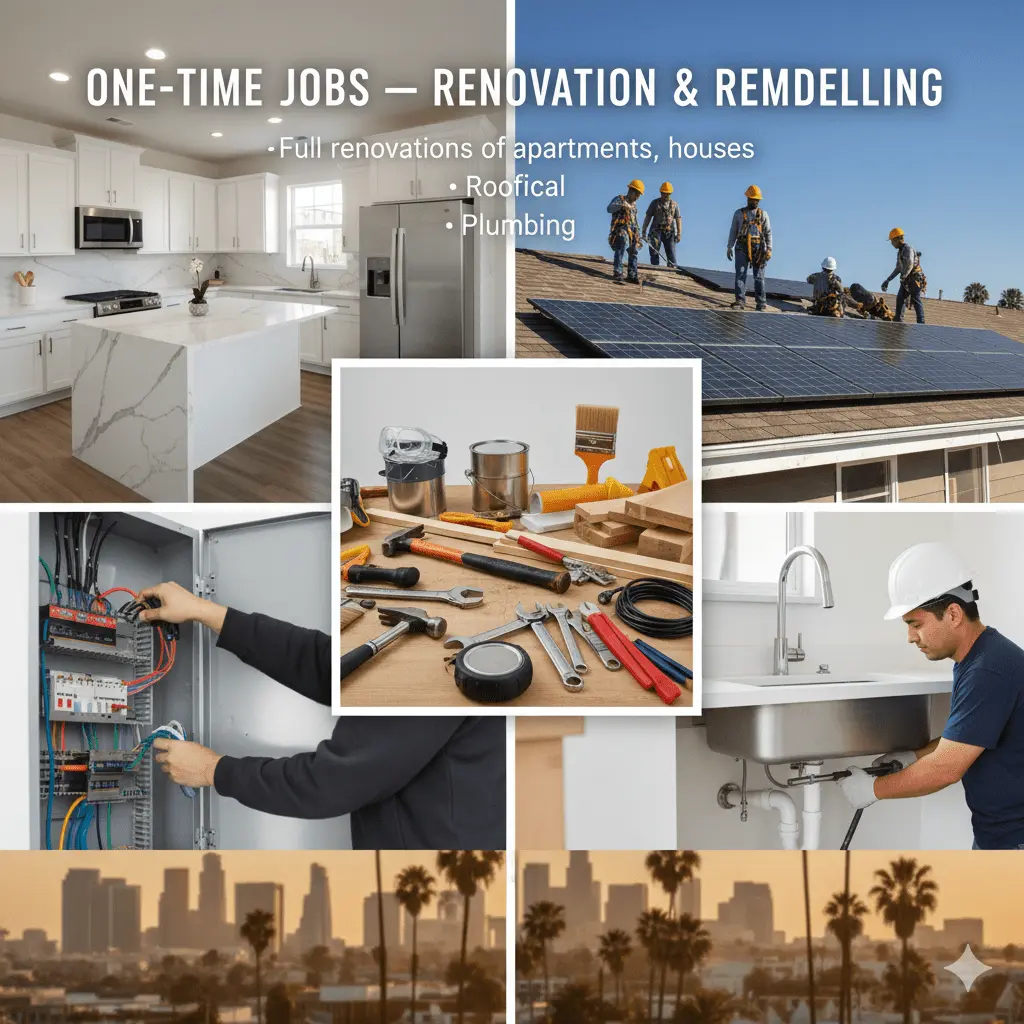 ONE-TIME JOBS — RENOVATION & REMDELLING
•Full renovations of apartments, houses
• Roofical
• Plumbing